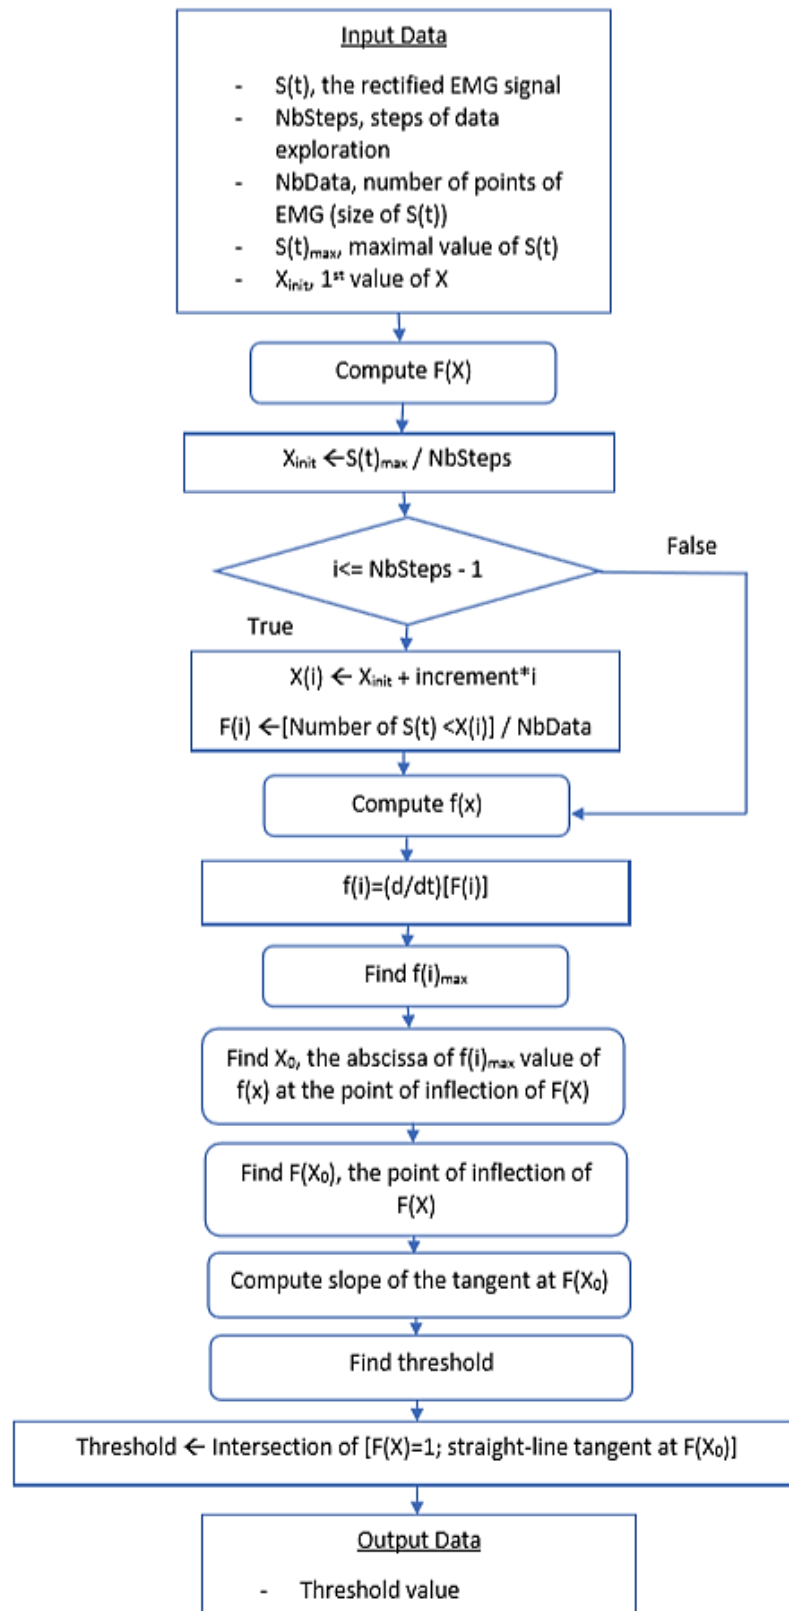 Input Data
- S(t), the rectified EMG signal
- NbSteps, steps of data
exploration
- NbData, number of points of
EMG (size of S(t))
- S(t)max, maximal value of S(t)
- Xinit, 1st value of X
Compute F(X)
Xinit ←S(t)max / NbSteps
i<= NbSteps - 1
False
True
X(i) ← Xinit + increment*i
F(i) ←[Number of S(t) <X(i)] / NbData
Compute f(x)
f(i)=(d/dt)[F(i)]
Find f(i)max
Find X₀, the abscissa of f(i)max value of
f(x) at the point of inflection of F(X)
Find F(X₀), the point of inflection of
F(X)
Compute slope of the tangent at F(X₀)
Find threshold
Threshold ← Intersection of [F(X)=1; straight-line tangent at F(X₀)]
Output Data
- Threshold value